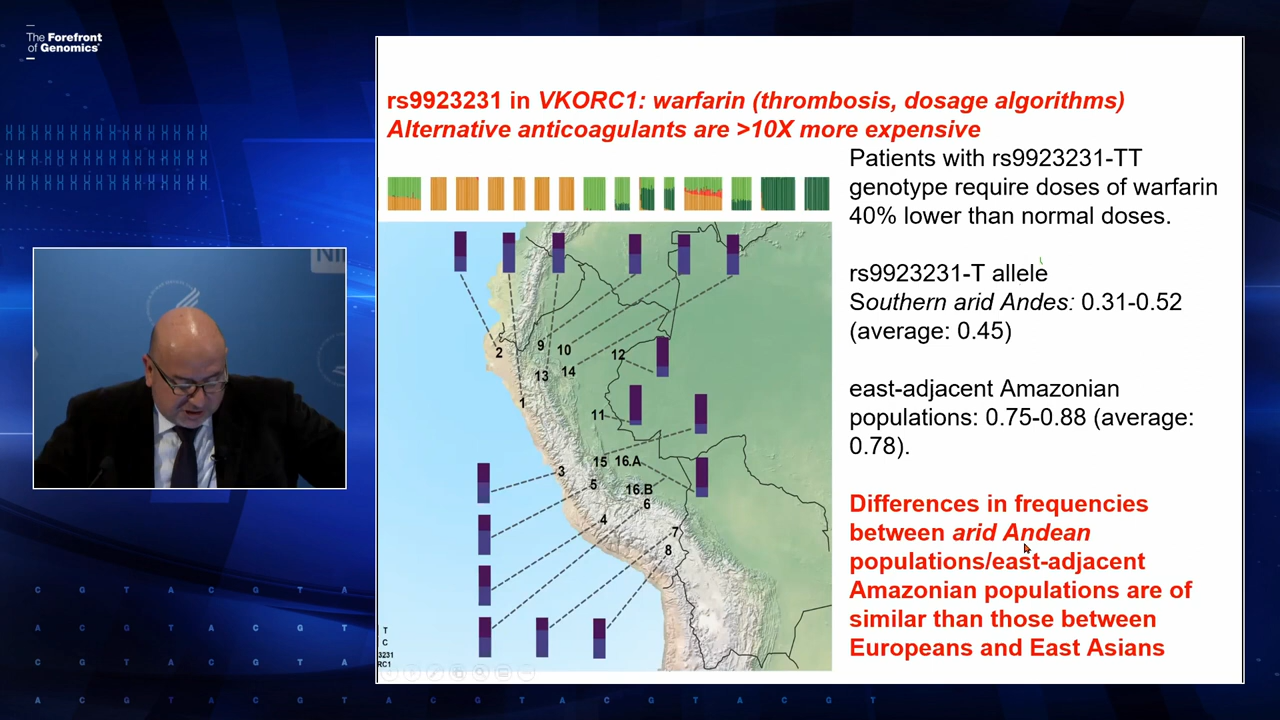 The Forefront
of Genomics
NI
rs9923231 in VKORC1: warfarin (thrombosis, dosage algorithms)
Alternative anticoagulants are >10X more expensive
Patients with rs9923231-TT
genotype require doses of warfarin
40% lower than normal doses.
rs9923231-T allele
Southern arid Andes: 0.31-0.52
(average: 0.45)
east-adjacent Amazonian
populations: 0.75-0.88 (average:
0.78).
Differences in frequencies
between arid Andean
populations/east-adjacent
Amazonian populations are of
similar than those between
Europeans and East Asians
2
9
10
12
13
14
1
11
3
15
16.A
5
16.B
6
4
7
8
T
C
3231
RC1
C G T A C G T A
A C G T A C G T
A C G T A C G T A
A C G T A C G T A C G T A C G T A C G T